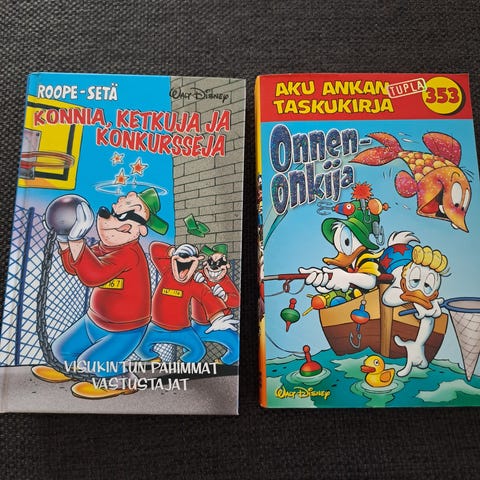 ROOPE-SETÄ
WALT DISNEY
KONNIA, KETKUJA JA
KONKURSSEJA
VISUKINTUN PAHIMMAT
VASTUSTAJAT
AKU ANKAN
TASKUKIRJA
TUPLA
353
Onnen-
onkija
WALT DISNEY